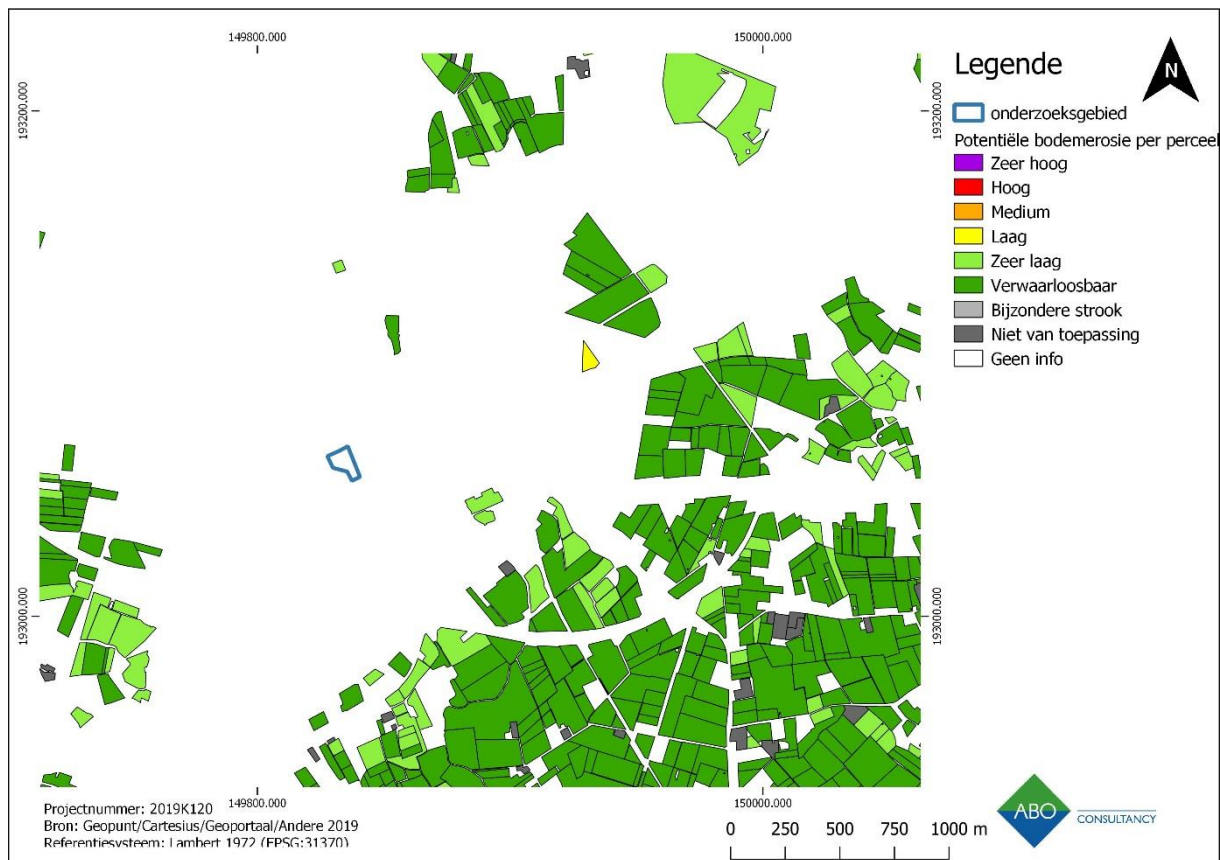 149800.000
150000.000
193200.000
193200.000
193000.000
193000.000
149800.000
150000.000
Legende
N
onderzoeksgebied
Potentiële bodemerosie per perceel
Zeer hoog
Hoog
Medium
Laag
Zeer laag
Verwaarloosbaar
Bijzondere strook
Niet van toepassing
Geen info
Projectnummer: 2019K120
Bron: Geopunt/Cartesius/Geoportaal/Andere 2019
Referentiesysteem: Lambert 1972 (EPSG:31370)
0 250 500 750 1000 m
ABO
CONSULTANCY